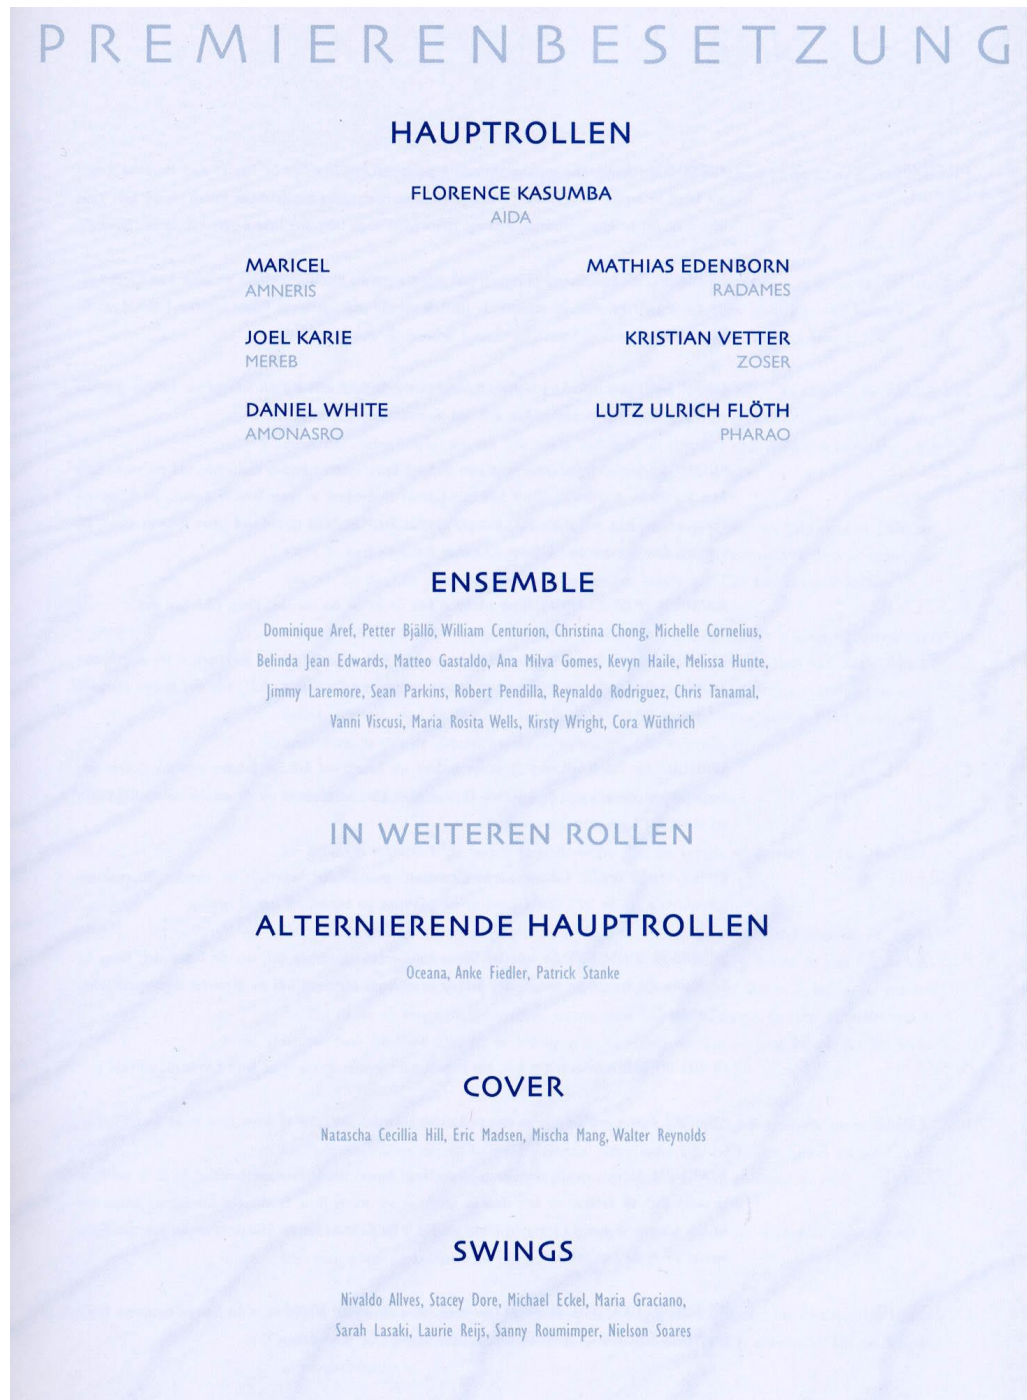 PREMIERENBESETZUNG
HAUPTROLLEN
FLORENCE KASUMBA
AIDA
MARICEL
AMNERIS
MATHIAS EDENBORN
RADAMES
JOEL KARIE
MEREB
KRISTIAN VETTER
ZOSER
DANIEL WHITE
AMONASRO
LUTZ ULRICH FLÖTH
PHARAO
ENSEMBLE
Dominique Aref, Petter Bjällö, William Centurion, Christina Chong, Michelle Cornelius,
Belinda Jean Edwards, Matteo Gastaldo, Ana Milva Gomes, Kevyn Haile, Melissa Hunte,
Jimmy Laremore, Sean Parkins, Robert Pendilla, Reynaldo Rodriguez, Chris Tanamal,
Vanni Viscusi, Maria Rosita Wells, Kirsty Wright, Cora Wüthrich
IN WEITEREN ROLLEN
ALTERNIERENDE HAUPTROLLEN
Oceana, Anke Fiedler, Patrick Stanke
COVER
Natascha Cecillia Hill, Eric Madsen, Mischa Mang, Walter Reynolds
SWINGS
Nivaldo Allves, Stacey Dore, Michael Eckel, Maria Graciano,
Sarah Lasaki, Laurie Reijs, Sanny Roumimper, Nielson Soares